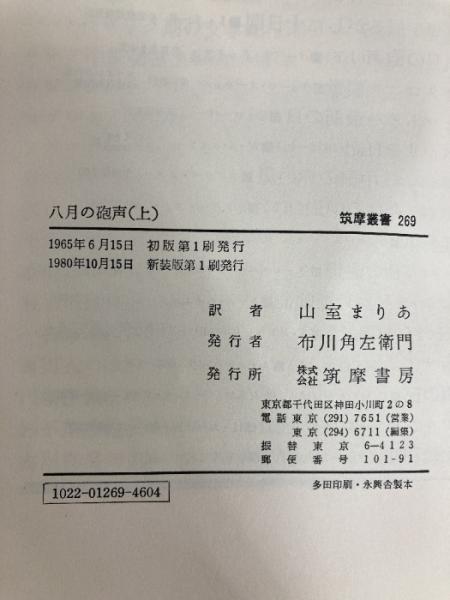 八月の砲声(上) 筑摩叢書 269
1965年6月15日 初版第1刷発行
1980年10月15日 新装版第1刷発行
訳者 山室まりあ
発行者 布川角左衛門
発行所 株式会社 筑摩書房
東京都千代田区神田小川町2の8
電話 東京 (291) 7651 (営業)
東京 (294) 6711 (編集)
振替 東京 6-4123
郵便番号 101-91
1022-01269-4604 多田印刷・永興舎製本